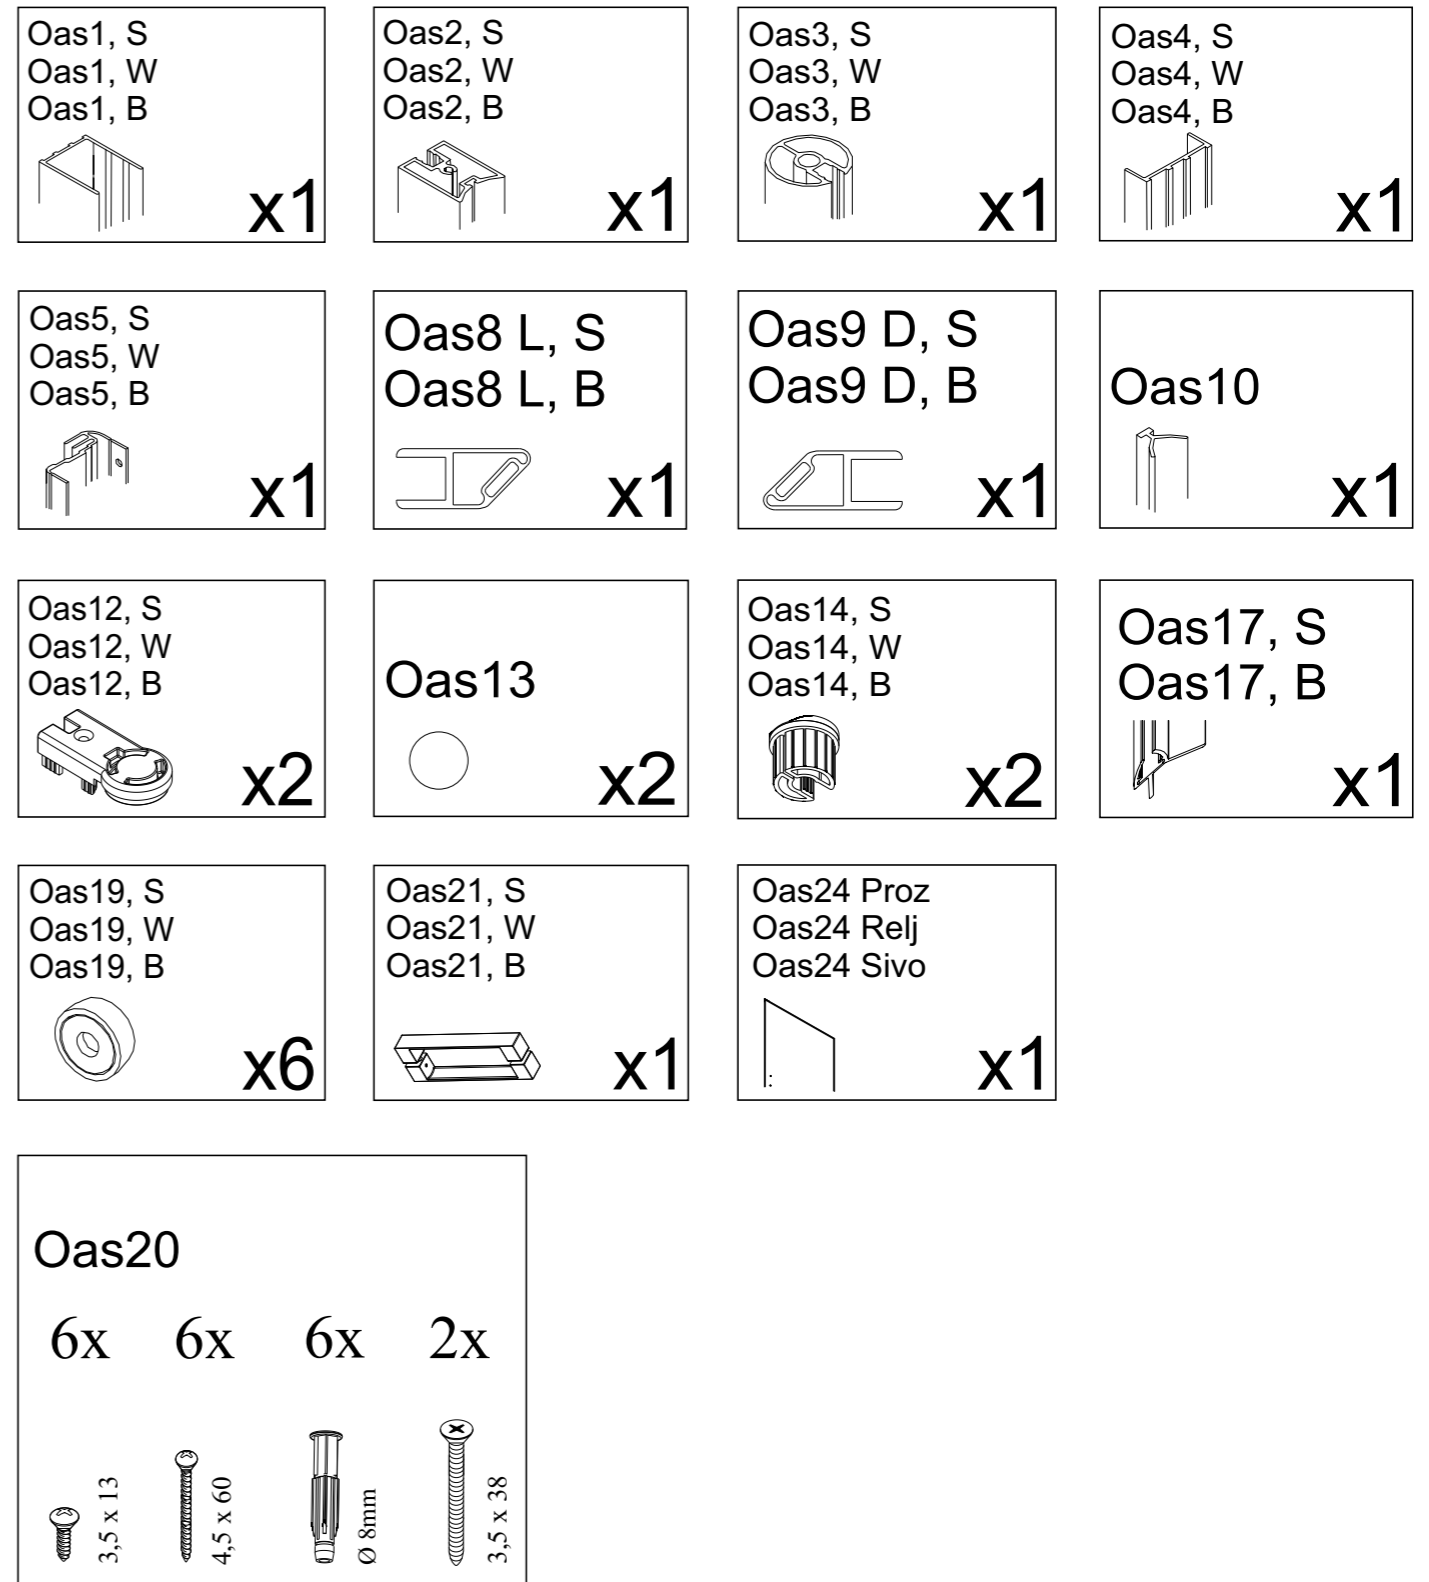 Oas1, S
Oas1, W
Oas1, B
x1
Oas2, S
Oas2, W
Oas2, B
x1
Oas3, S
Oas3, W
Oas3, B
x1
Oas4, S
Oas4, W
Oas4, B
x1
Oas5, S
Oas5, W
Oas5, B
x1
Oas8 L, S
Oas8 L, B
x1
Oas9 D, S
Oas9 D, B
x1
Oas10
x1
Oas12, S
Oas12, W
Oas12, B
x2
Oas13
x2
Oas14, S
Oas14, W
Oas14, B
x2
Oas17, S
Oas17, B
x1
Oas19, S
Oas19, W
Oas19, B
x6
Oas21, S
Oas21, W
Oas21, B
x1
Oas24 Proz
Oas24 Relj
Oas24 Sivo
x1
Oas20
6x 6x 6x 2x
3,5 x 13
4,5 x 60
Ø 8mm
3,5 x 38